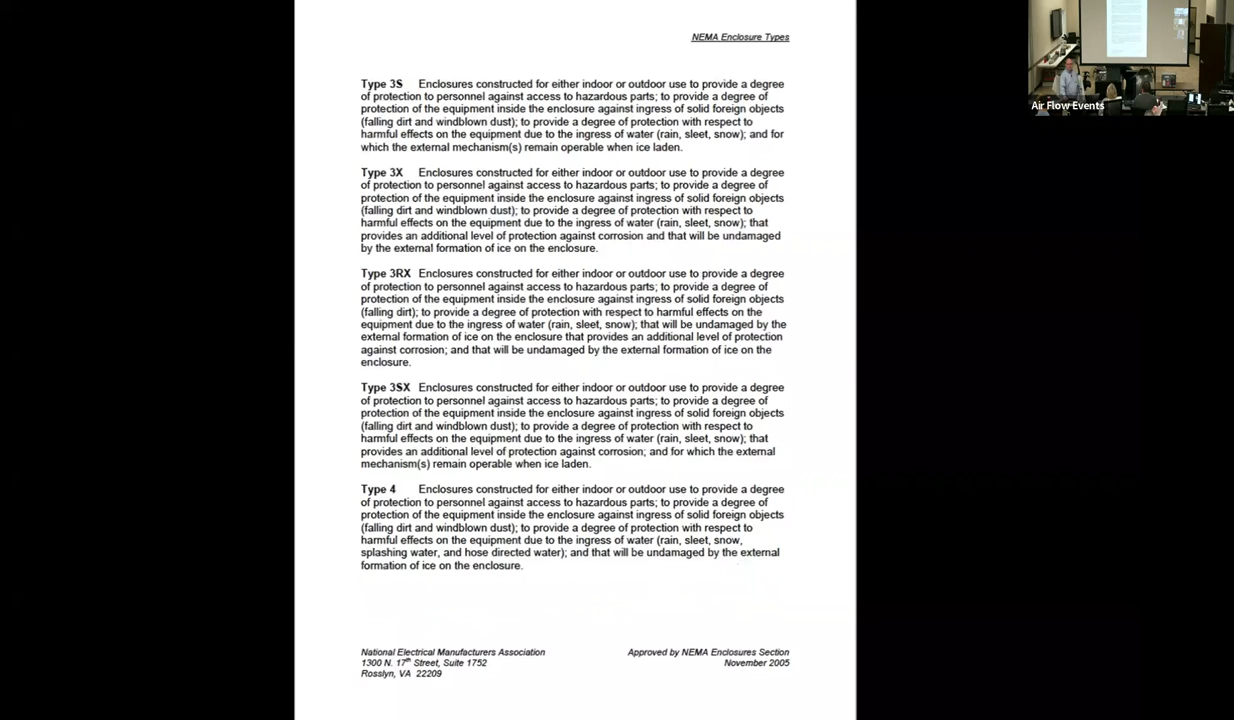 NEMA Enclosure Types
Type 3S Enclosures constructed for either indoor or outdoor use to provide a degree
of protection to personnel against access to hazardous parts; to provide a degree of
protection of the equipment inside the enclosure against ingress of solid foreign objects
(falling dirt and windblown dust); to provide a degree of protection with respect to
harmful effects on the equipment due to the ingress of water (rain, sleet, snow); and for
which the external mechanism(s) remain operable when ice laden.
Type 3X Enclosures constructed for either indoor or outdoor use to provide a degree
of protection to personnel against access to hazardous parts; to provide a degree of
protection of the equipment inside the enclosure against ingress of solid foreign objects
(falling dirt and windblown dust); to provide a degree of protection with respect to
harmful effects on the equipment due to the ingress of water (rain, sleet, snow); that
provides an additional level of protection against corrosion and that will be undamaged
by the external formation of ice on the enclosure.
Type 3RX Enclosures constructed for either indoor or outdoor use to provide a degree
of protection to personnel against access to hazardous parts; to provide a degree of
protection of the equipment inside the enclosure against ingress of solid foreign objects
(falling dirt); to provide a degree of protection with respect to harmful effects on the
equipment due to the ingress of water (rain, sleet, snow); that will be undamaged by the
external formation of ice on the enclosure that provides an additional level of protection
against corrosion; and that will be undamaged by the external formation of ice on the
enclosure.
Type 3SX Enclosures constructed for either indoor or outdoor use to provide a degree
of protection to personnel against access to hazardous parts; to provide a degree of
protection of the equipment inside the enclosure against ingress of solid foreign objects
(falling dirt and windblown dust); to provide a degree of protection with respect to
harmful effects on the equipment due to the ingress of water (rain, sleet, snow); that
provides an additional level of protection against corrosion; and for which the external
mechanism(s) remain operable when ice laden.
Type 4 Enclosures constructed for either indoor or outdoor use to provide a degree
of protection to personnel against access to hazardous parts; to provide a degree of
protection of the equipment inside the enclosure against ingress of solid foreign objects
(falling dirt and windblown dust); to provide a degree of protection with respect to
harmful effects on the equipment due to the ingress of water (rain, sleet, snow,
splashing water, and hose directed water); and that will be undamaged by the external
formation of ice on the enclosure.
National Electrical Manufacturers Association
1300 N. 17th Street, Suite 1752
Rosslyn, VA 22209
Approved by NEMA Enclosures Section
November 2005
Air Flow Events